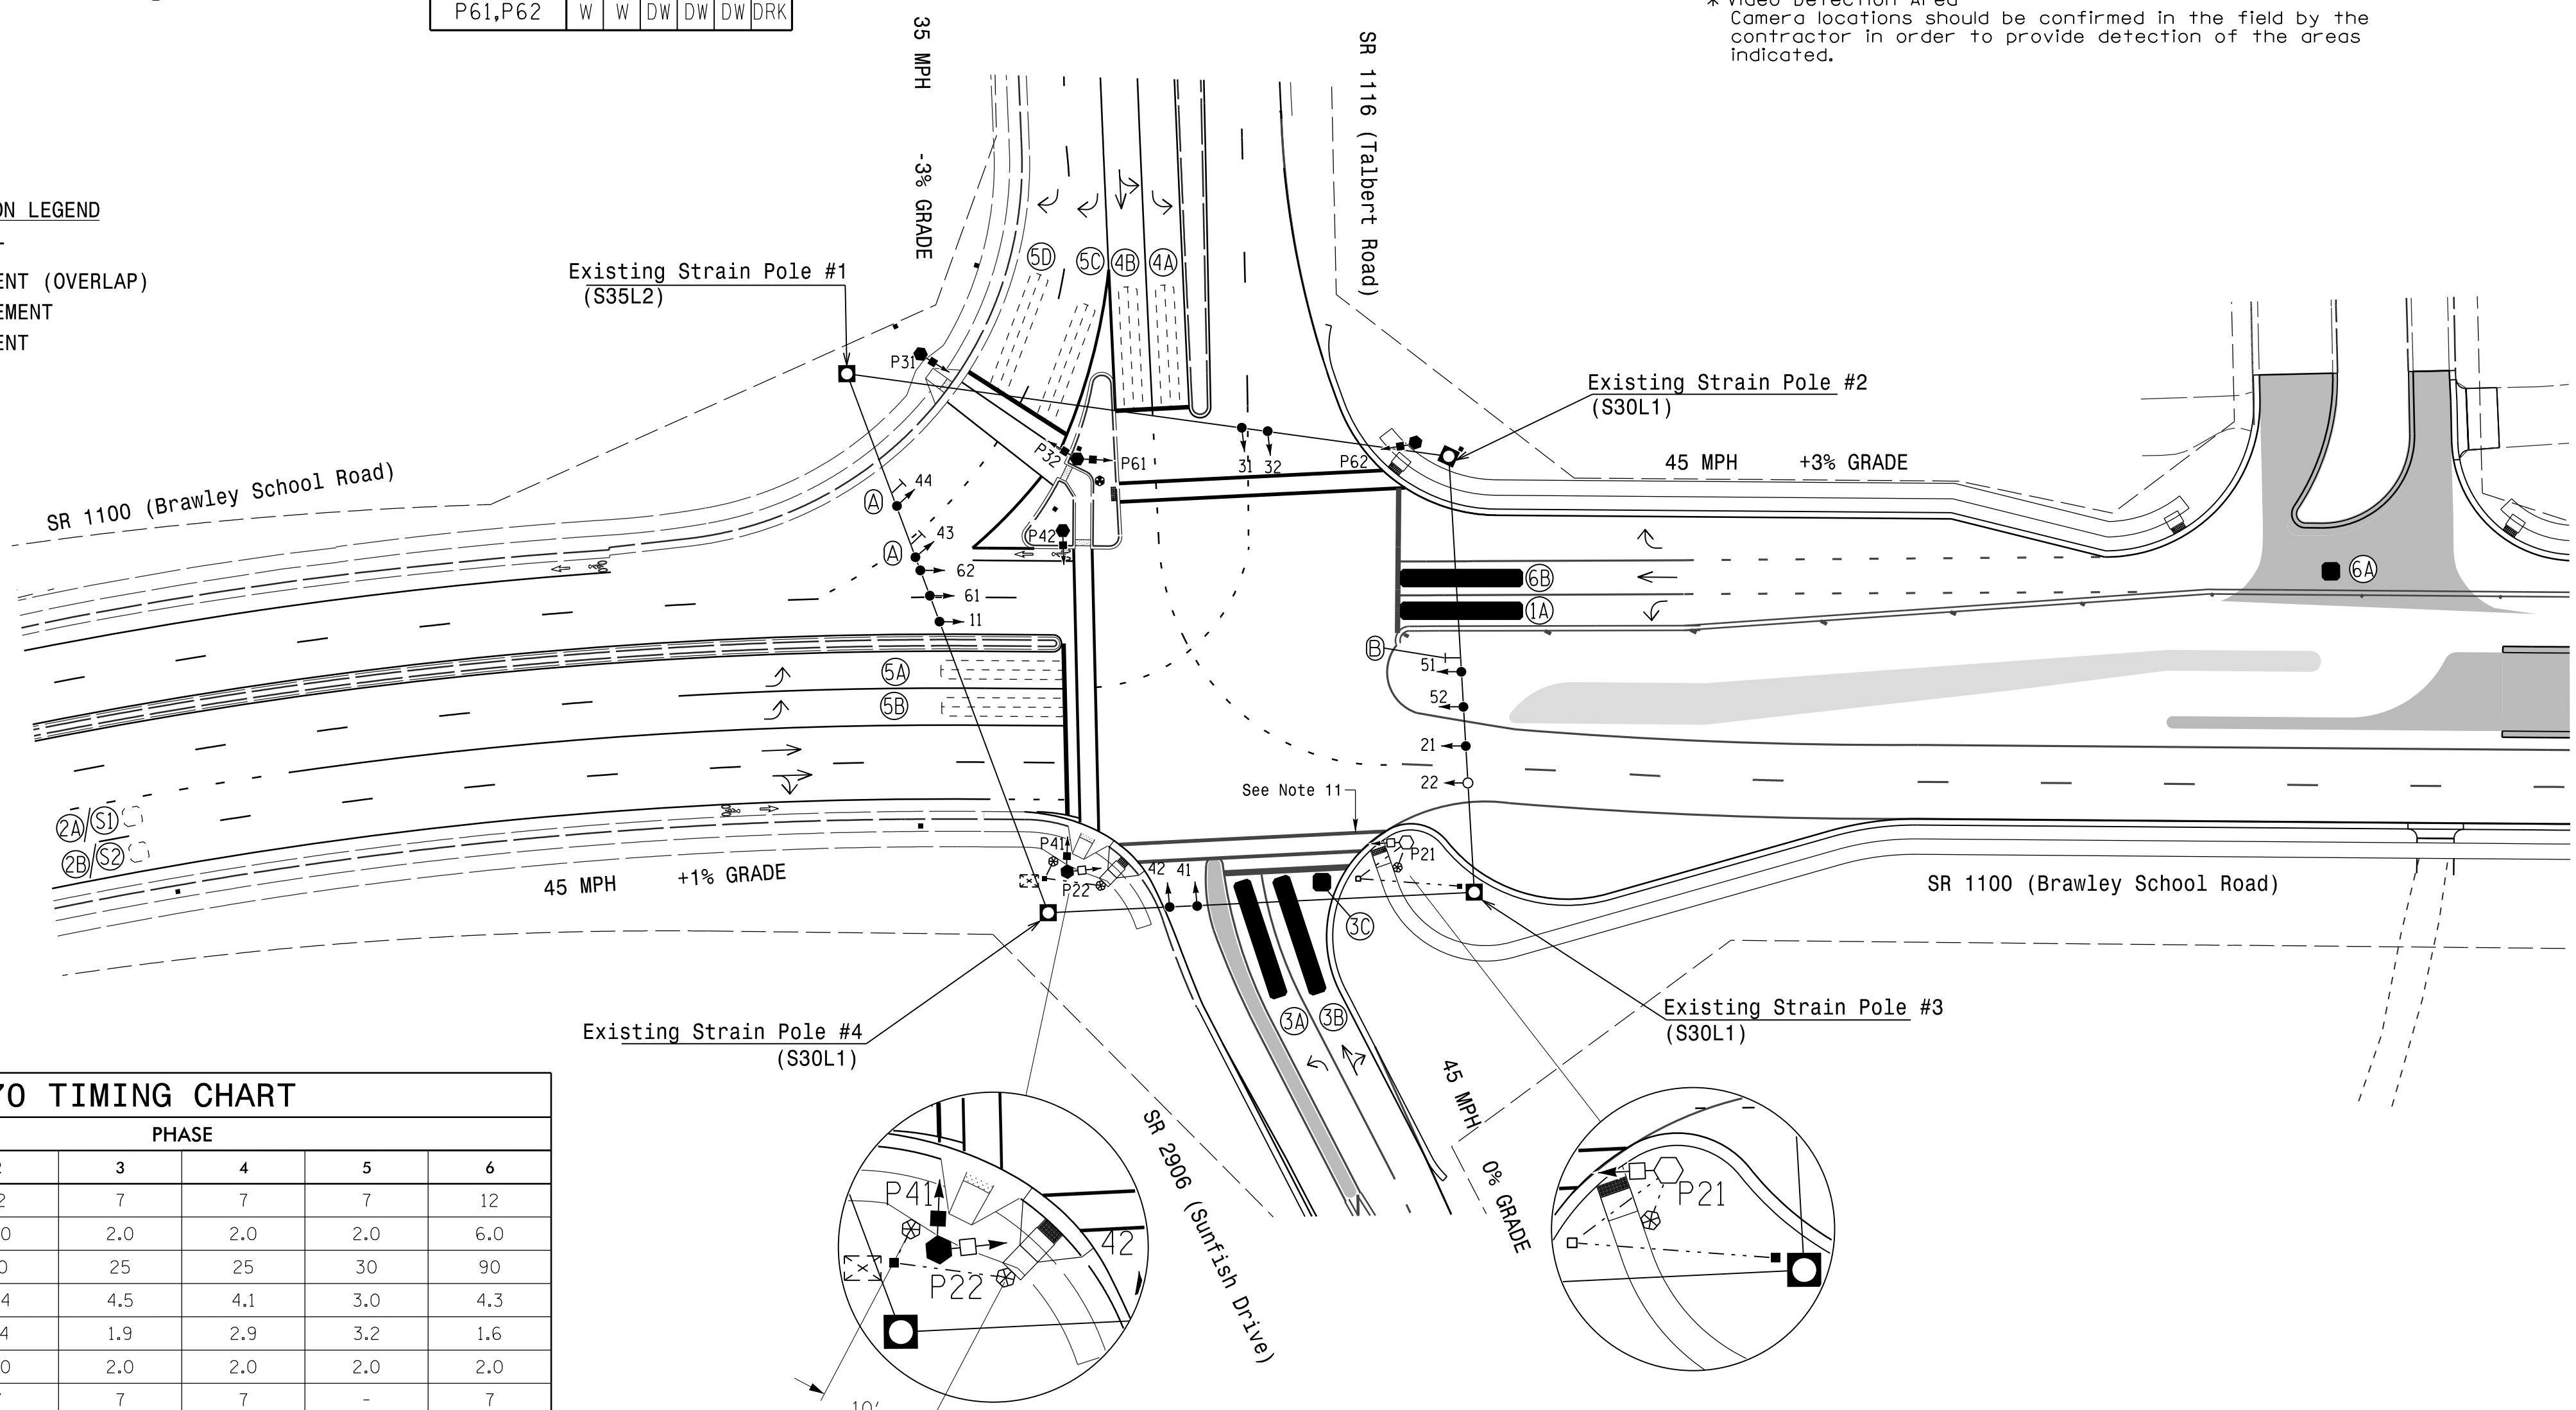 P61,P62 W W DW DW DW DRK
Camera locations should be confirmed in the field by the
contractor in order to provide detection of the areas
indicated.
35 MPH -3% GRADE
SR 1116 (Talbert Road)
ON LEGEND
ENT (OVERLAP)
EMENT
ENT
Existing Strain Pole #1
(S35L2)
5D 5C 4B 4A
P31
Existing Strain Pole #2
(S30L1)
P32 P61 31 32 P62
45 MPH +3% GRADE
SR 1100 (Brawley School Road)
A 44
A 43
P42
62
61
11
6B
1A
6A
B
51
52
21
22
5A
5B
See Note 11
2A/S1
2B/S2
45 MPH +1% GRADE
P41
P22
42 41
P21
3C
SR 1100 (Brawley School Road)
Existing Strain Pole #4
(S30L1)
3A 3B
Existing Strain Pole #3
(S30L1)
45 MPH 0% GRADE
SR 2906 (Sunfish Drive)
P41
42
P22
P21
10'
70 TIMING CHART
PHASE
2 3 4 5 6
2 7 7 7 12
0 2.0 2.0 2.0 6.0
0 25 25 30 90
4 4.5 4.1 3.0 4.3
4 1.9 2.9 3.2 1.6
0 2.0 2.0 2.0 2.0
7 7 - 7